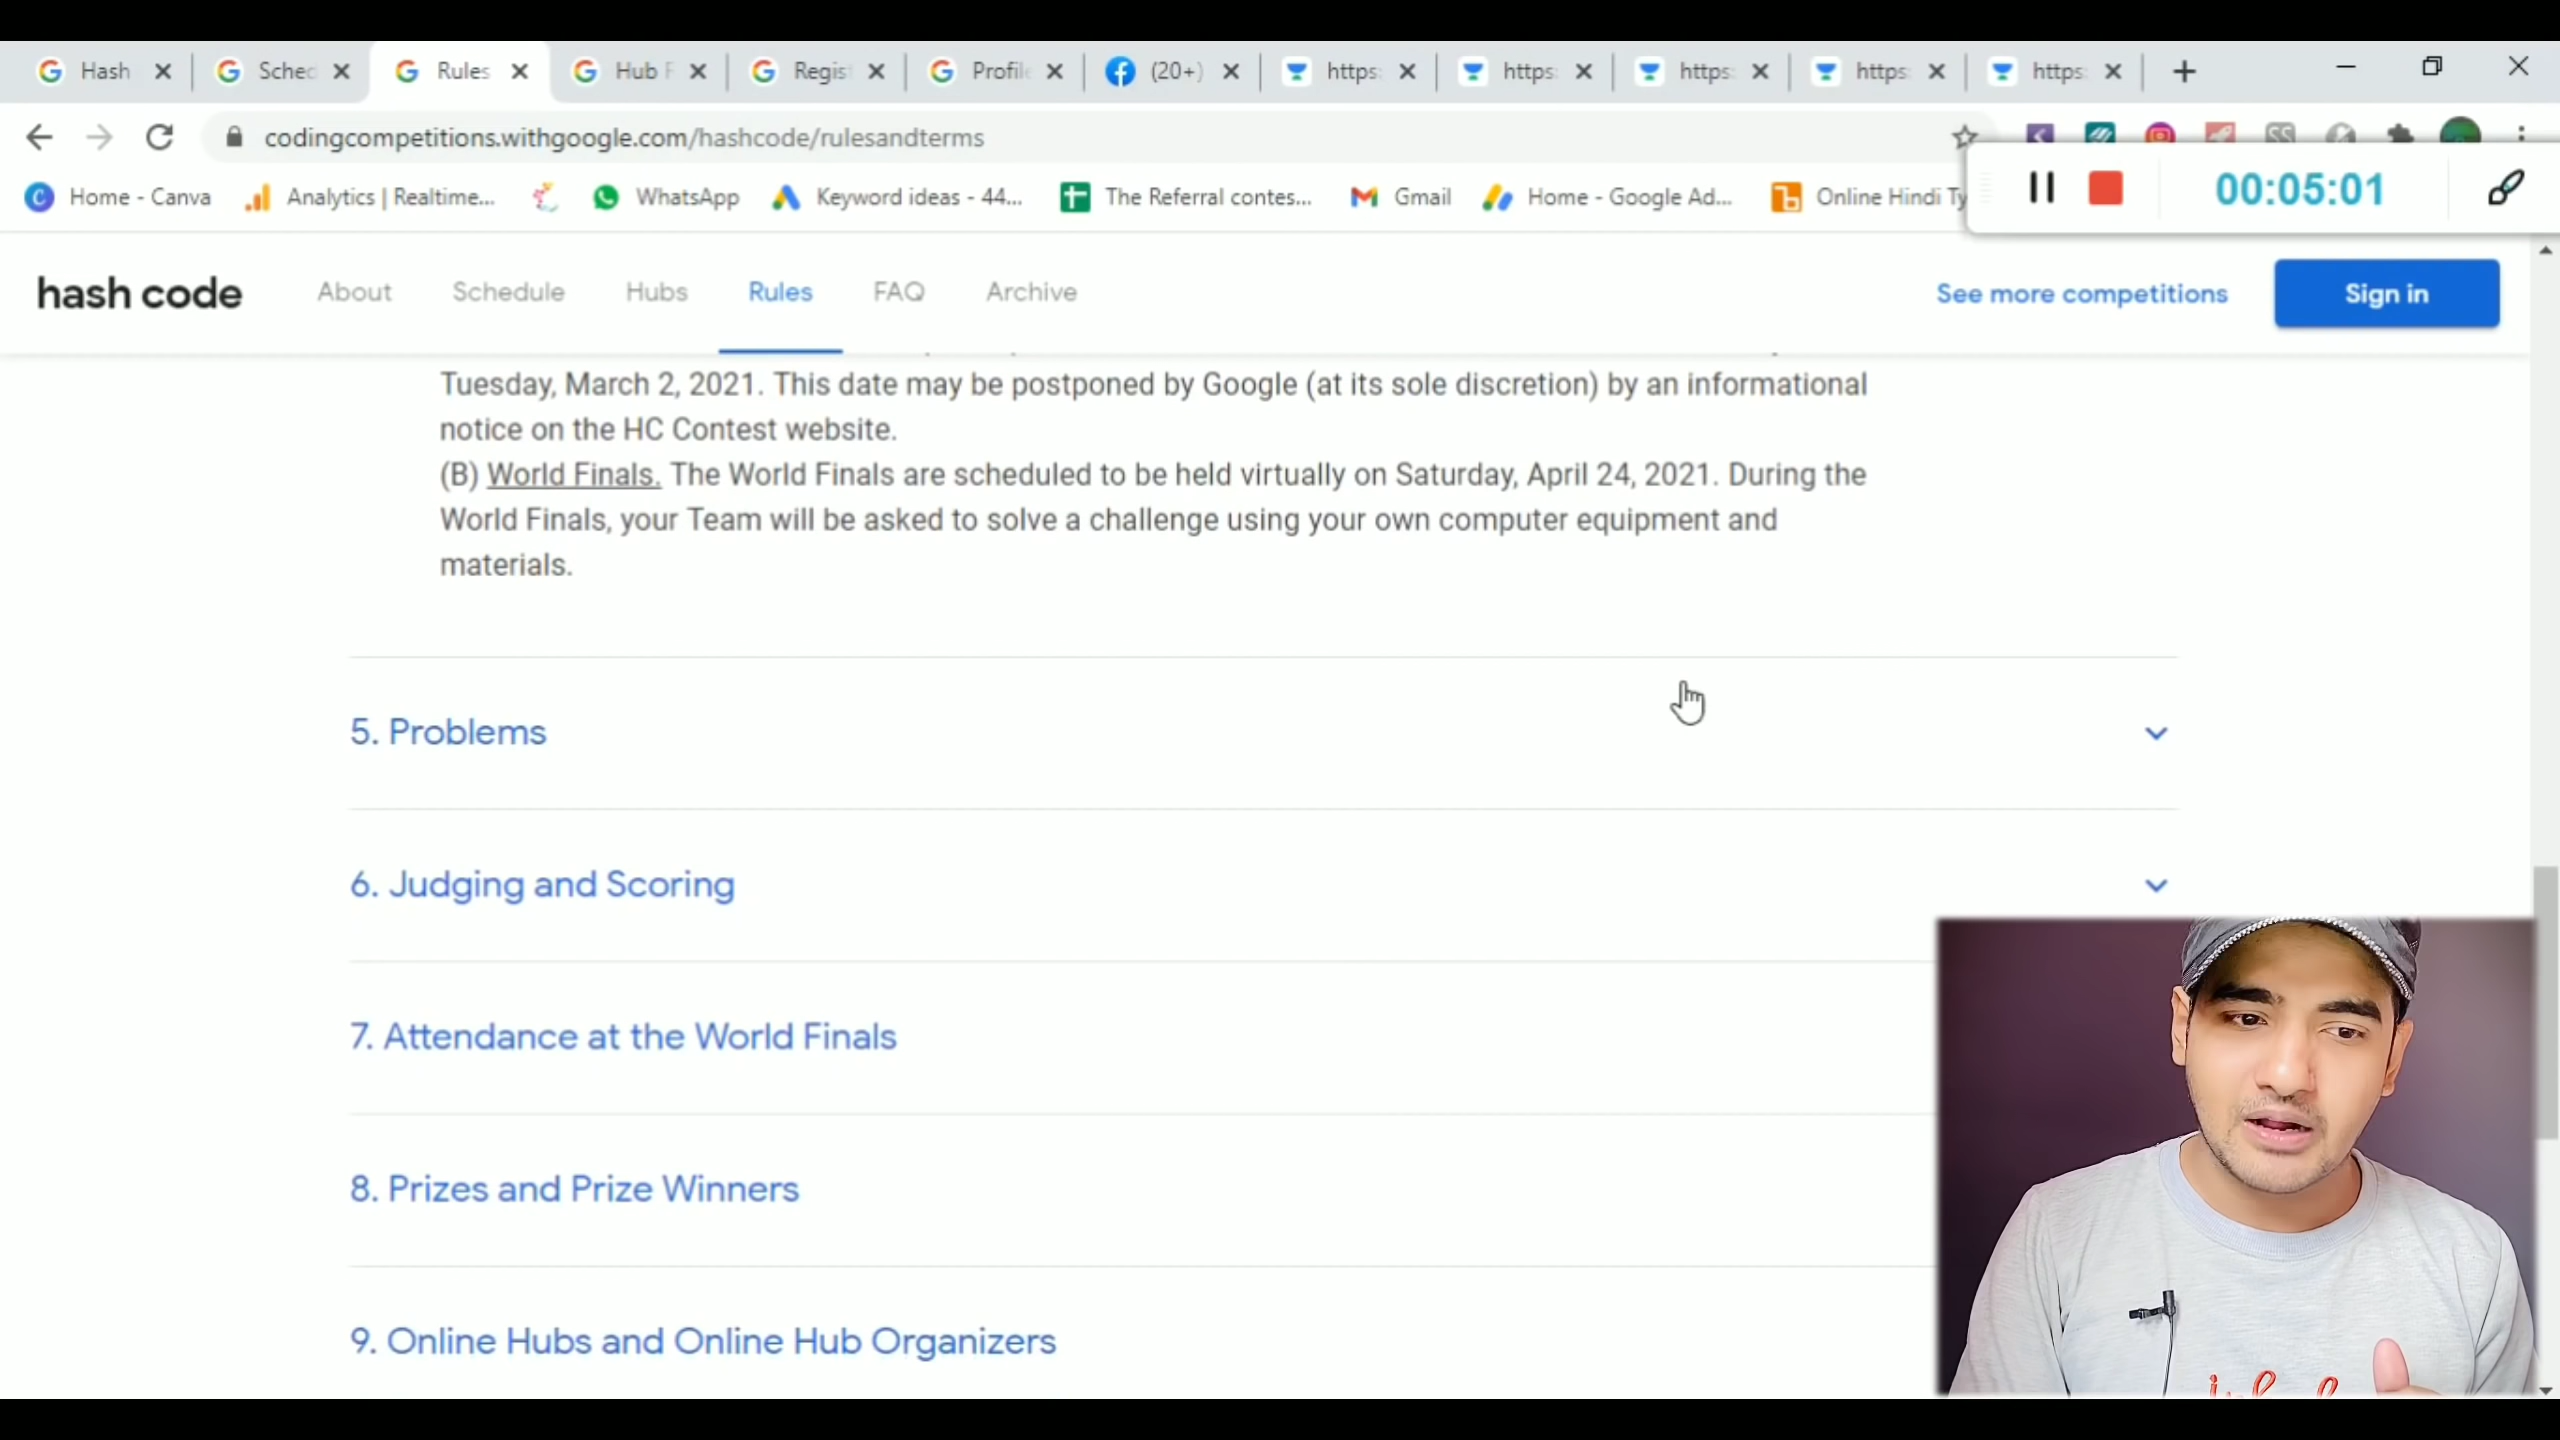 Hash
Sched
Rules
Hub R
Regis
Profile
(20+)
https:
https:
https:
https:
https:
codingcompetitions.withgoogle.com/hashcode/rulesandterms
Home - Canva
Analytics | Realtime...
WhatsApp
Keyword ideas - 44...
The Referral contes...
Gmail
Home - Google Ad...
Online Hindi Ty
00:05:01
hash code
About
Schedule
Hubs
Rules
FAQ
Archive
See more competitions
Sign in
Tuesday, March 2, 2021. This date may be postponed by Google (at its sole discretion) by an informational
notice on the HC Contest website.
(B) World Finals. The World Finals are scheduled to be held virtually on Saturday, April 24, 2021. During the
World Finals, your Team will be asked to solve a challenge using your own computer equipment and
materials.
5. Problems
6. Judging and Scoring
7. Attendance at the World Finals
8. Prizes and Prize Winners
9. Online Hubs and Online Hub Organizers